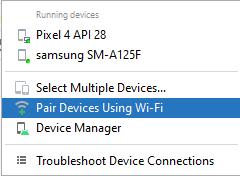 Running devices
Pixel 4 API 28
samsung SM-A125F
Select Multiple Devices...
Pair Devices Using Wi-Fi
Device Manager
Troubleshoot Device Connections